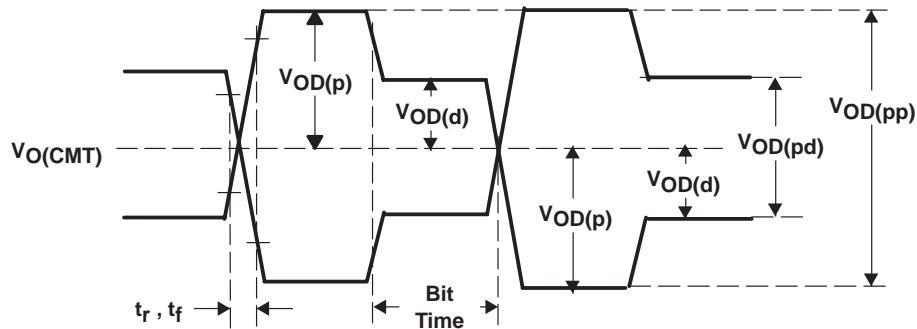 VOD(p)
VOD(d)
VO(CMT)
VOD(pp)
VOD(pd)
VOD(d)
VOD(p)
tr , tf
Bit
Time